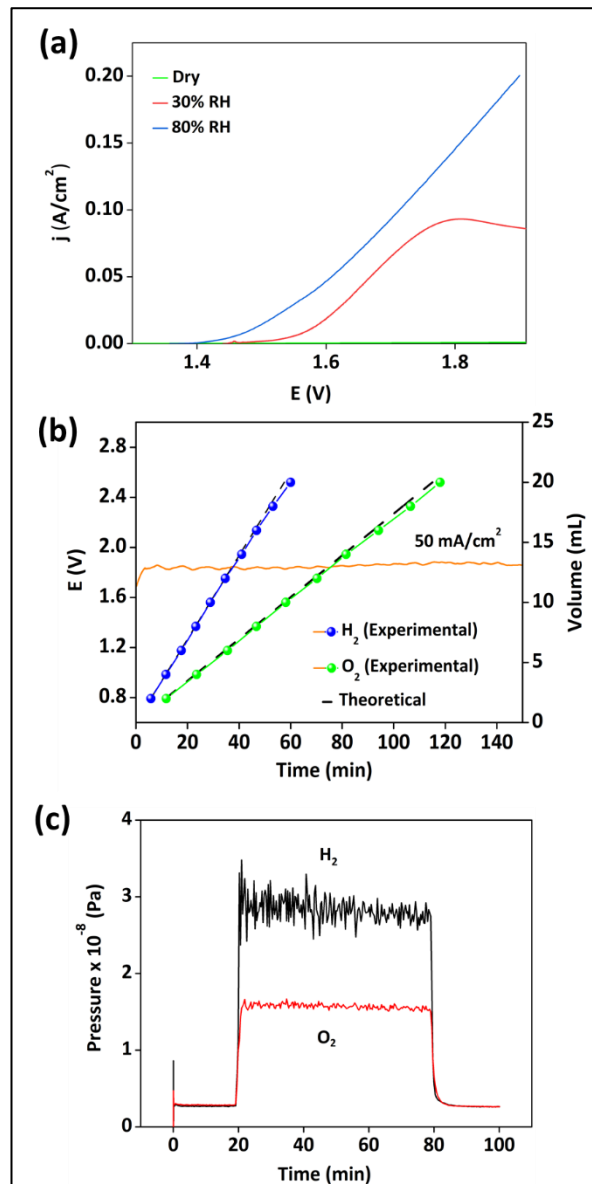 (a)
Dry
30% RH
80% RH
0.20
0.15
0.10
0.05
0.00
j (A/cm²)
1.4 1.6 1.8
E (V)
(b)
2.8
2.4
2.0
1.6
1.2
0.8
E (V)
25
20
15
10
5
0
Volume (mL)
50 mA/cm²
H₂ (Experimental)
O₂ (Experimental)
Theoretical
0 20 40 60 80 100 120 140
Time (min)
(c)
4
3
2
1
0
Pressure x 10⁻⁸ (Pa)
H₂
O₂
0 20 40 60 80 100
Time (min)